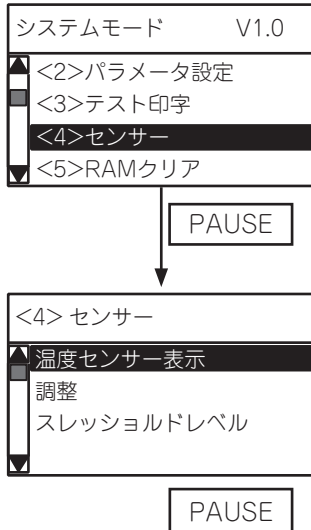 システムモード V1.0
<2>パラメータ設定
<3>テスト印字
<4>センサー
<5>RAMクリア
PAUSE
<4> センサー
温度センサー表示
調整
スレッショルドレベル
PAUSE